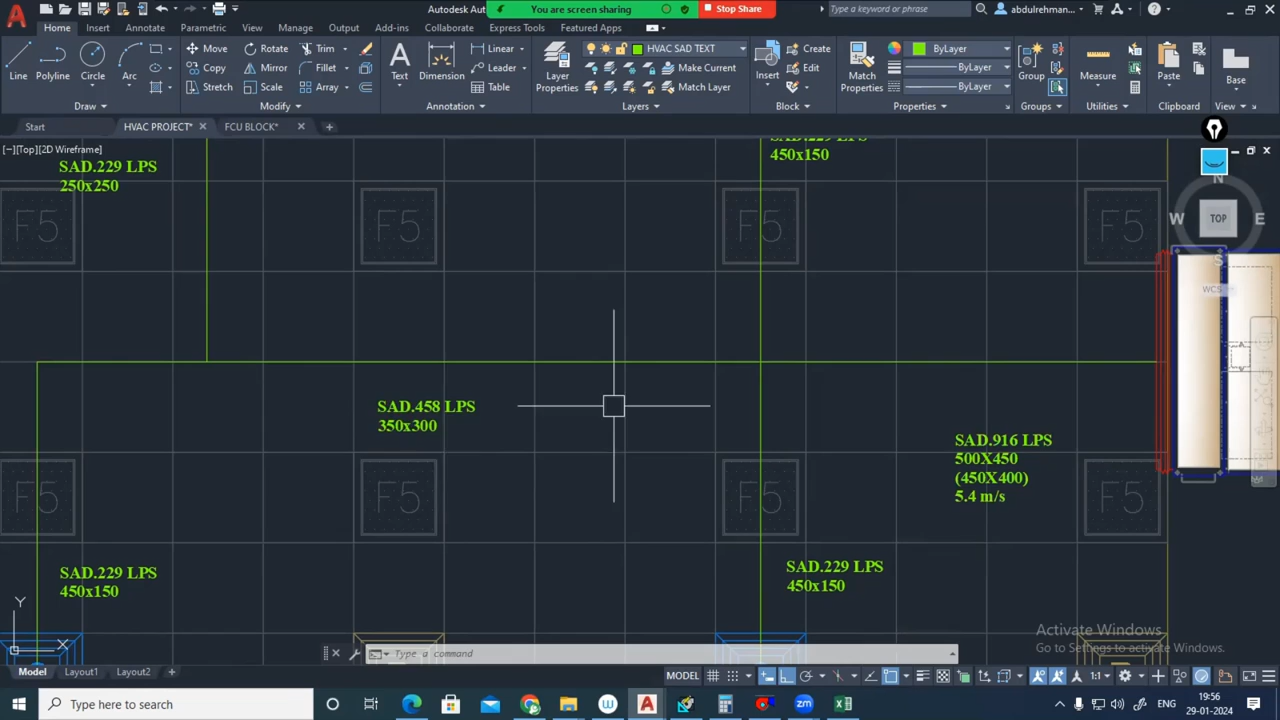 Autodesk Aut
You are screen sharing
Stop Share
Type a keyword or phrase
abdulrehman...
Home
Insert
Annotate
Parametric
View
Manage
Output
Add-ins
Express Tools
Featured Apps
Line
Polyline
Circle
Arc
Move
Rotate
Trim
Copy
Mirror
Fillet
Stretch
Scale
Array
Text
Dimension
Linear
Leader
Table
Layer
Properties
HVAC SAD TEXT
Make Current
Match Layer
Insert
Create
Edit
Match
Properties
ByLayer
ByLayer
ByLayer
Group
Measure
Paste
Base
Draw
Modify
Annotation
Layers
Block
Properties
Groups
Utilities
Clipboard
View
Start
HVAC PROJECT*
FCU BLOCK*
[−][Top][2D Wireframe]
SAD.229 LPS
250x250
SAD.229 LPS
450x150
F5
F5
F5
F5
N
W
TOP
E
S
WCS
SAD.458 LPS
350x300
SAD.916 LPS
500X450
(450X400)
5.4 m/s
F5
F5
F5
F5
SAD.229 LPS
450x150
SAD.229 LPS
450x150
Y
X
Activate Windows
Go to Settings to activate Windows.
Type a command
Model
Layout1
Layout2
MODEL
1:1
Type here to search
9:56
29-01-2024